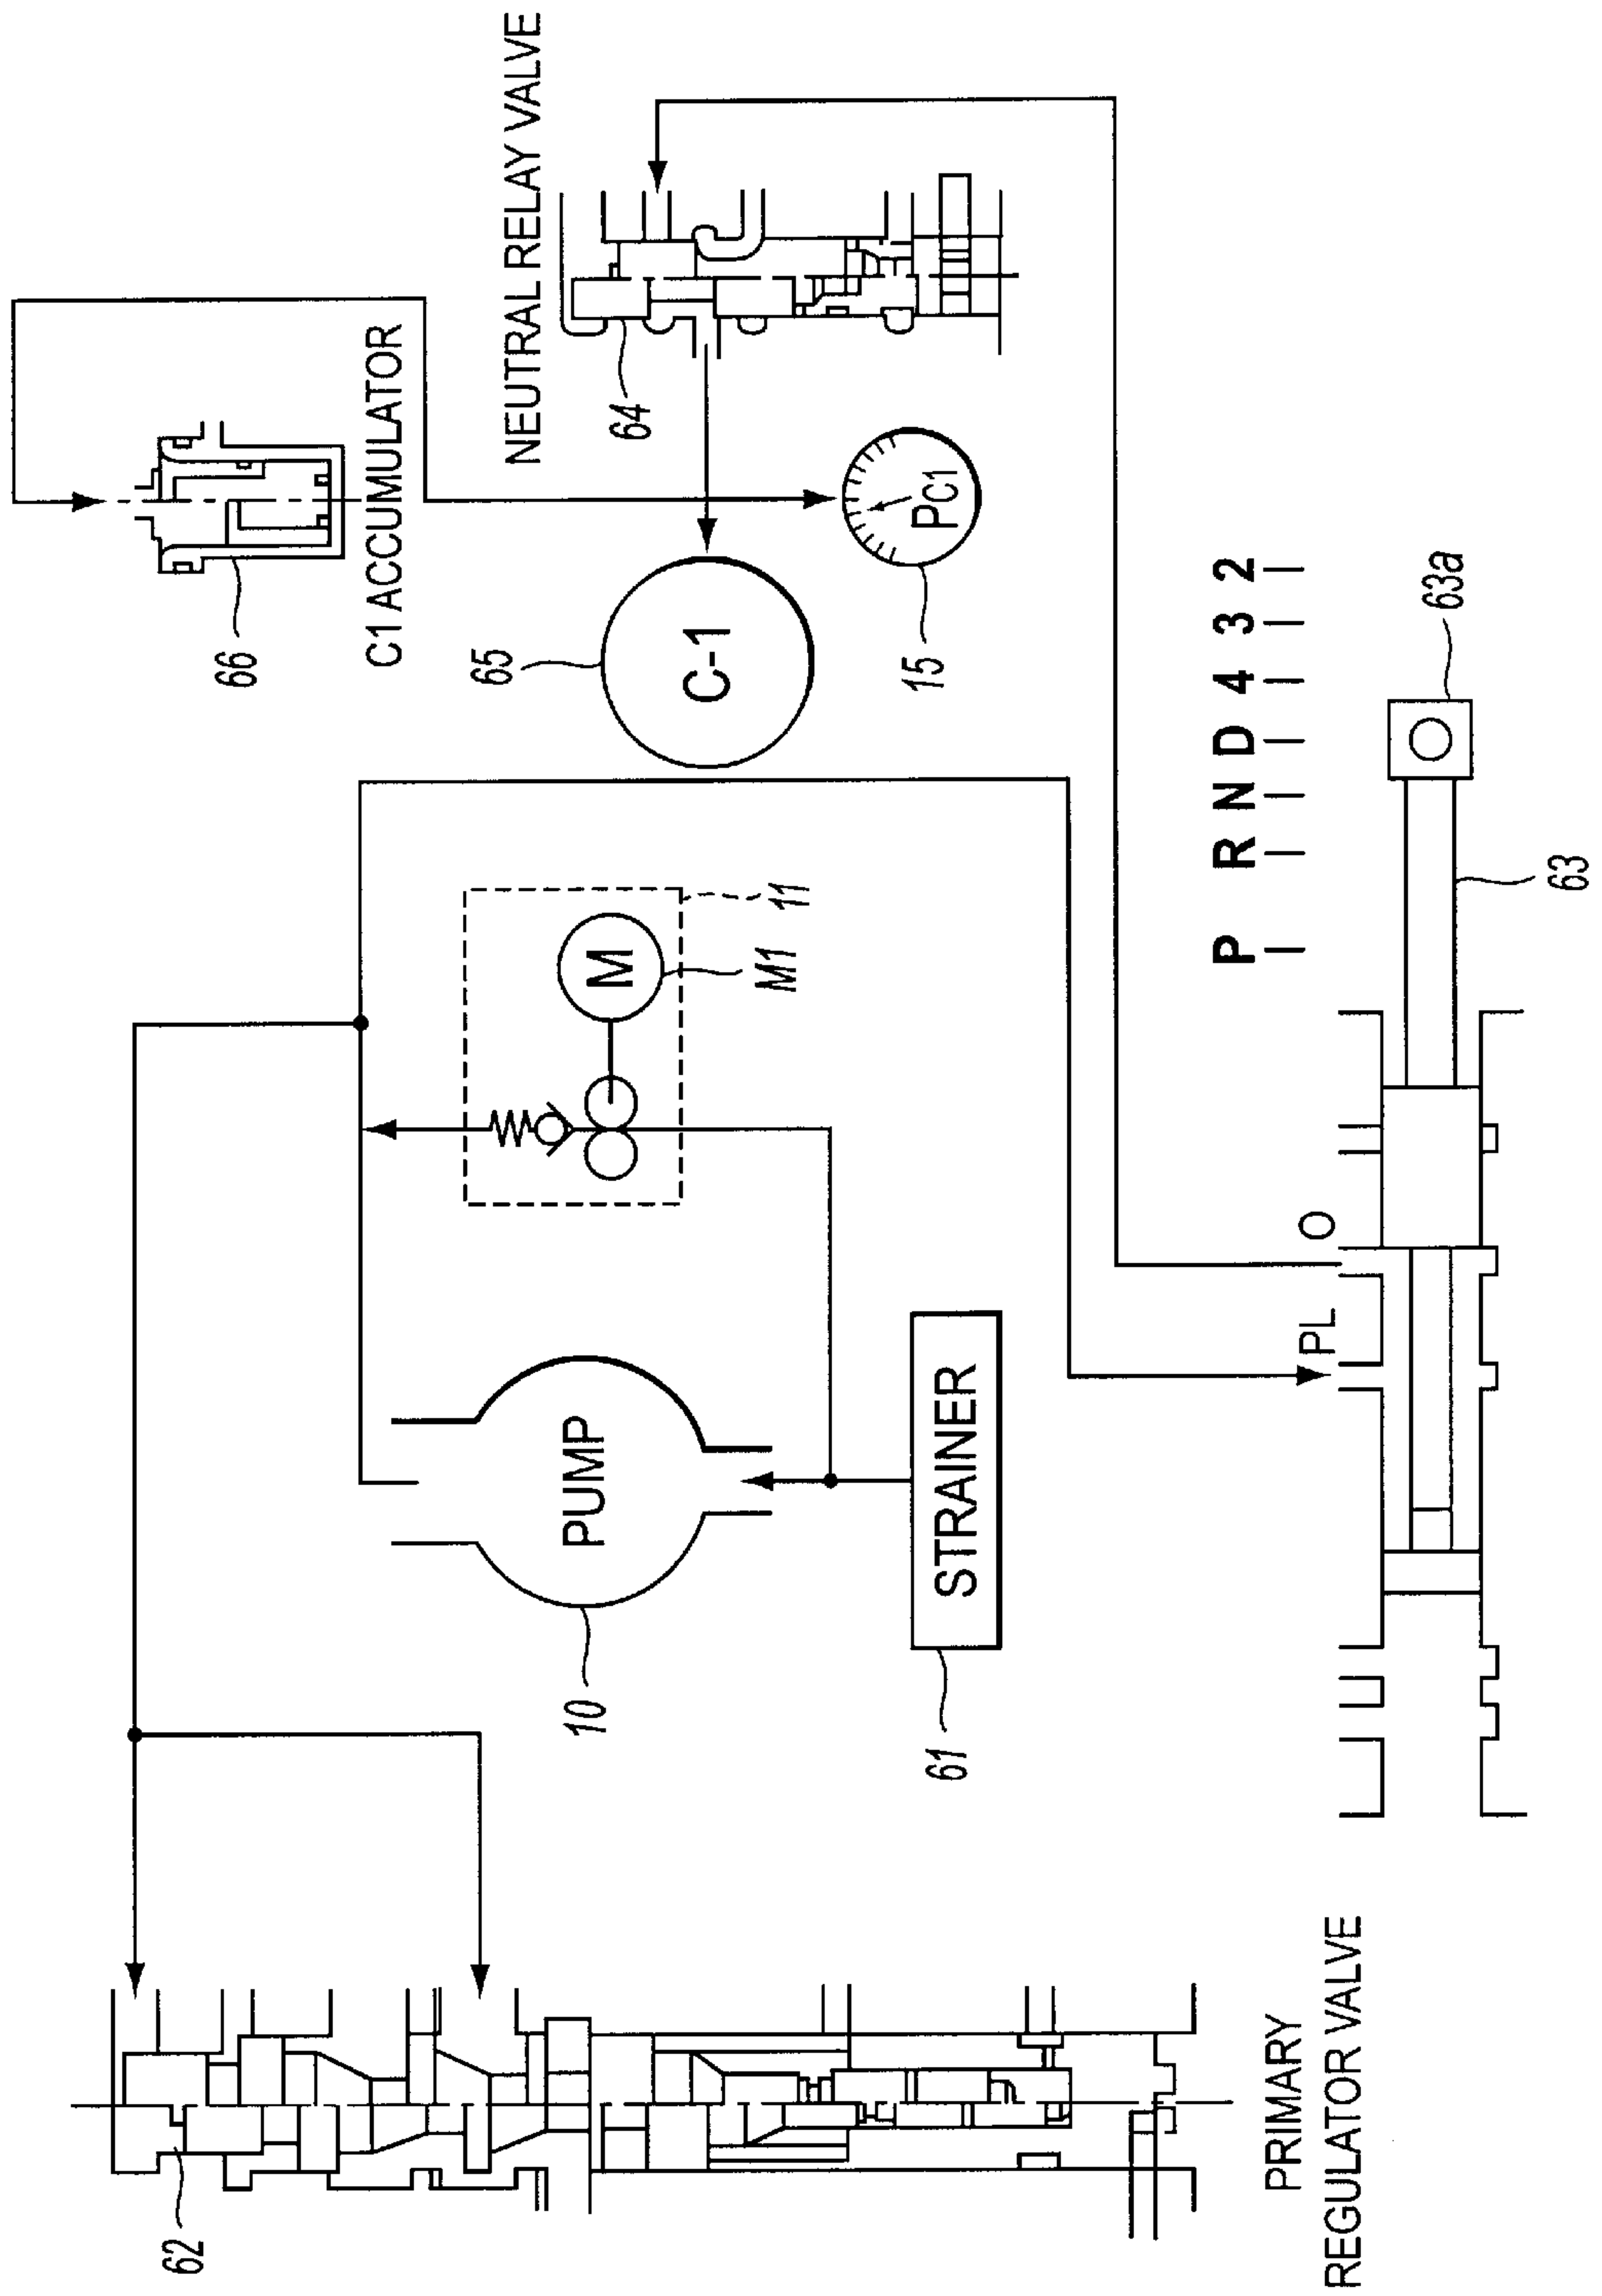 66
C1 ACCUMULATOR
NEUTRAL RELAY VALVE
64
65
C-1
PC1
15
M
11
M1
PUMP
10
STRAINER
61
62
PRIMARY
REGULATOR VALVE
P R N D 4 3 2
PL
O
63
63a